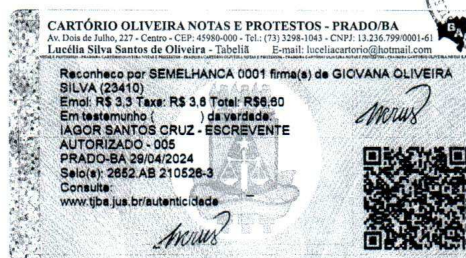 CARTÓRIO OLIVEIRA NOTAS E PROTESTOS - PRADO/BA
Av. Dois de Julho, 227 - Centro - CEP: 45980-000 - Tel.: (73) 3298-1043 - CNPJ: 13.236.799/0001-61
Lucélia Silva Santos de Oliveira - Tabeliã E-mail: luceliacartorio@hotmail.com
Reconheço por SEMELHANCA 0001 firma(s) de GIOVANA OLIVEIRA
SILVA (23410)
Emol: R$ 3,3 Taxa: R$ 3,6 Total: R$6,60
Em testemunho ( ) da verdade.
IAGOR SANTOS CRUZ - ESCREVENTE
AUTORIZADO - 005
PRADO-BA 29/04/2024
Selo(s): 2652.AB 210526-3
Consulte:
www.tjba.jus.br/autenticidade